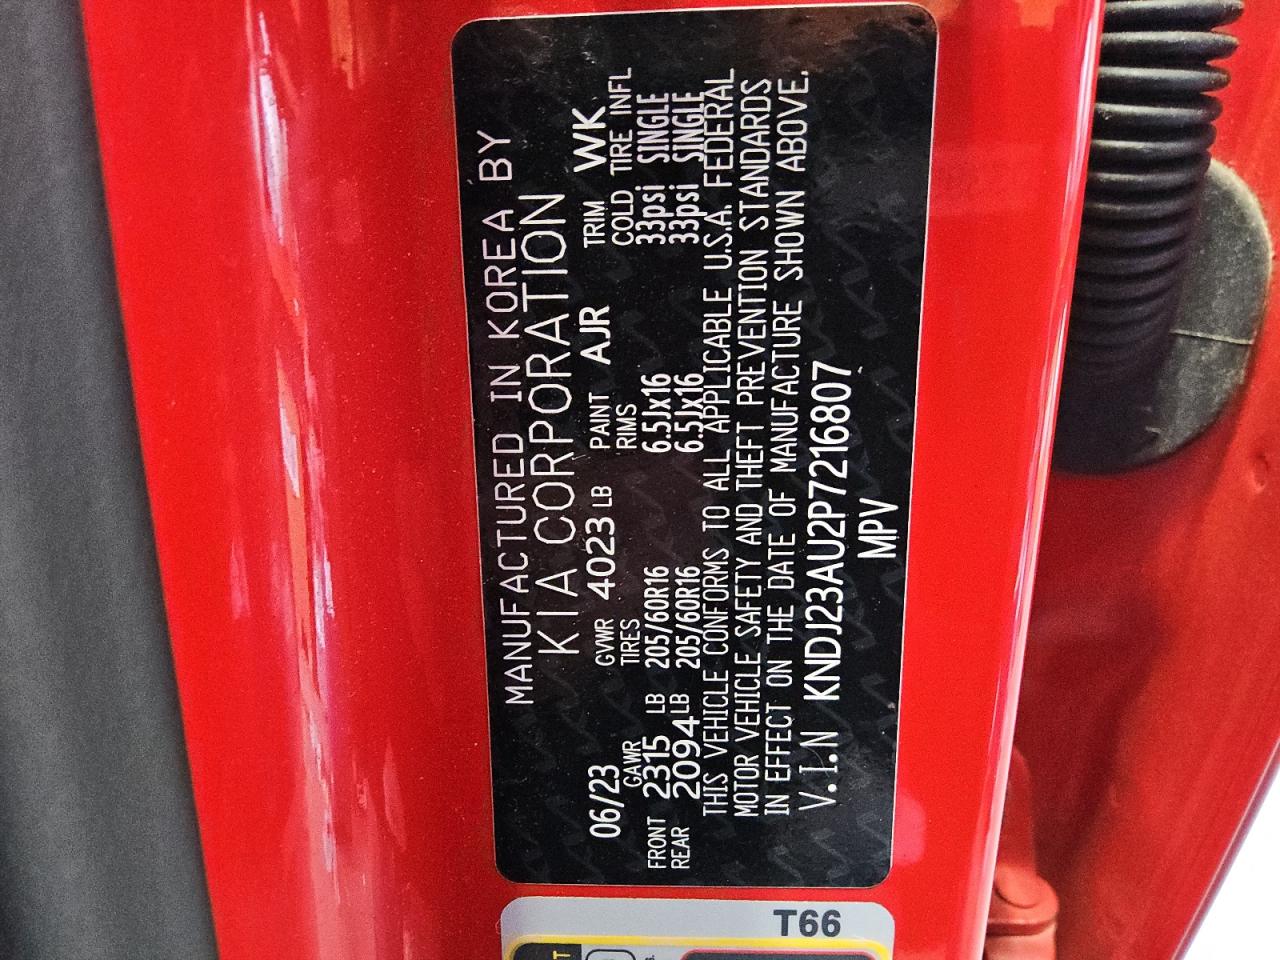 MANUFACTURED IN KOREA BY
KIA CORPORATION
06/23 GVWR 4023 LB PAINT AJR TRIM WK
GAWR TIRES RIMS COLD TIRE INFL
FRONT 2315 LB 205/60R16 6.5Jx16 33psi SINGLE
REAR 2094 LB 205/60R16 6.5Jx16 33psi SINGLE
THIS VEHICLE CONFORMS TO ALL APPLICABLE U.S.A. FEDERAL
MOTOR VEHICLE SAFETY AND THEFT PREVENTION STANDARDS
IN EFFECT ON THE DATE OF MANUFACTURE SHOWN ABOVE.
V.I.N KNDJ23AU2P7216807
MPV
T66